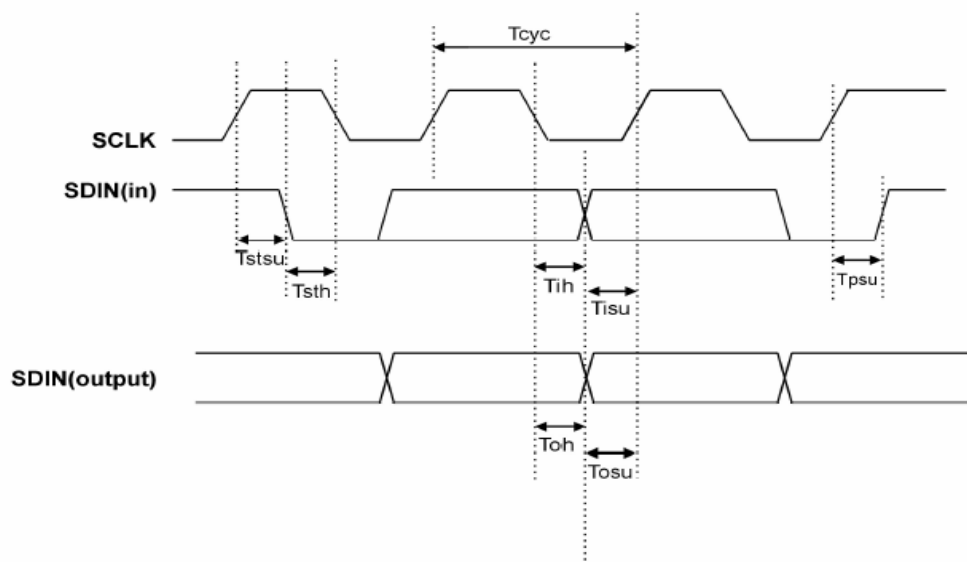 Tcyc
SCLK
SDIN(in)
Tstsu
Tsth
Tih
Tisu
Tpsu
SDIN(output)
Toh
Tosu